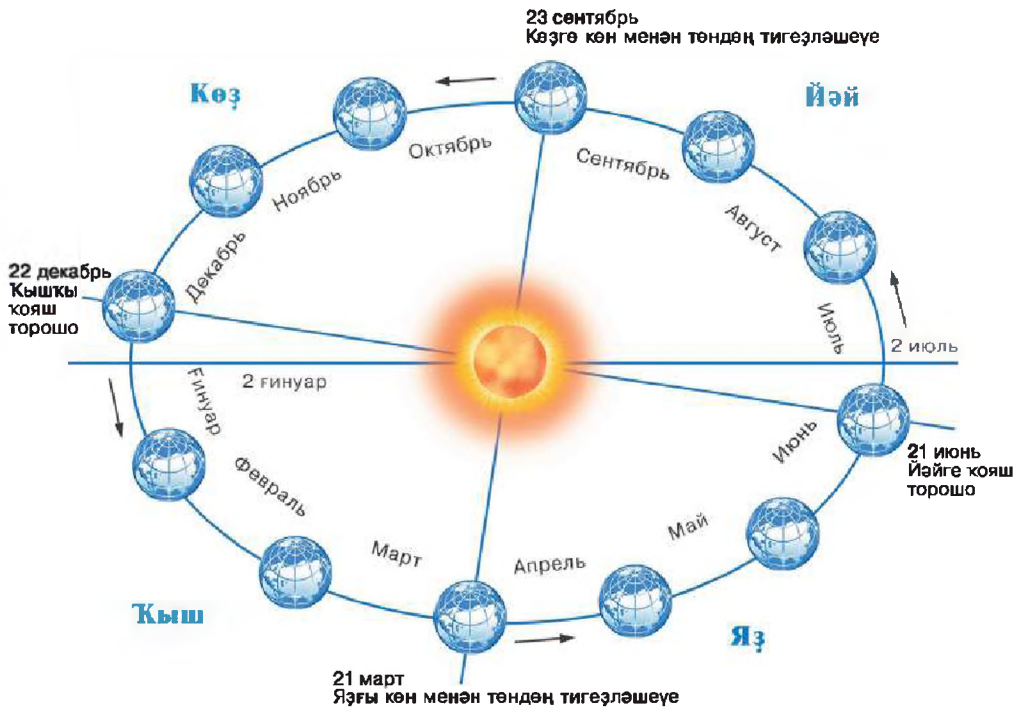 23 сентябрь
Көҙгө көн менән төндөң тигеҙләшеүе
Көҙ
Йәй
Октябрь
Сентябрь
Ноябрь
Август
Декабрь
22 декабрь
Ҡышҡы
ҡояш
торошо
Июль
2 июль
2 ғинуар
Ғинуар
Июнь
21 июнь
Йәйге ҡояш
торошо
Февраль
Май
Март
Апрель
Ҡыш
Яҙ
21 март
Яҙғы көн менән төндөң тигеҙләшеүе